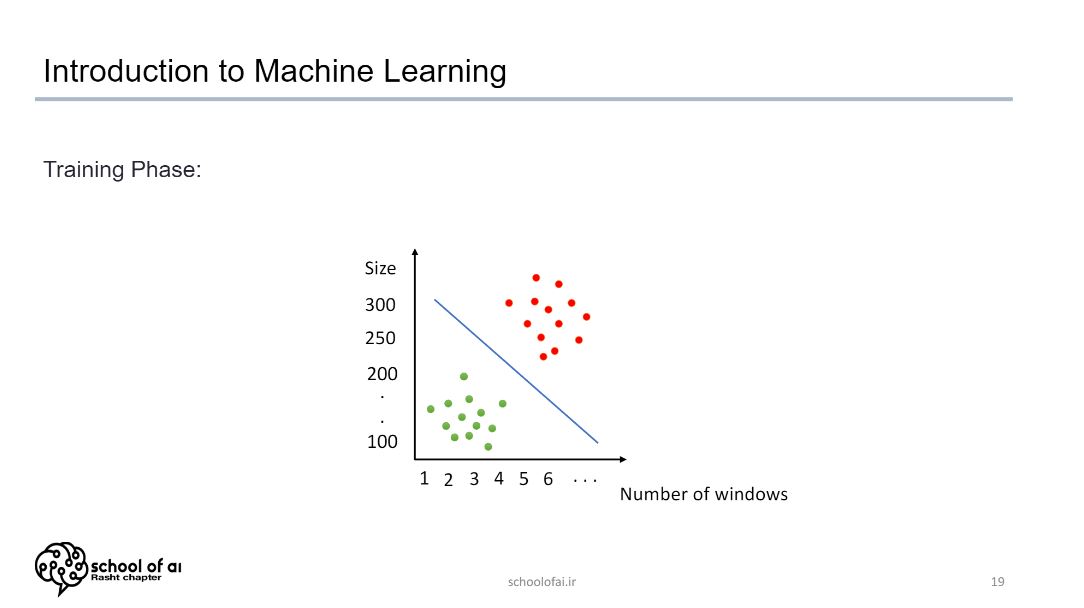 Introduction to Machine Learning
Training Phase:
Size
300
250
200
.
.
100
1 2 3 4 5 6 . . .
Number of windows
school of ai
Rasht chapter
schoolofai.ir
19